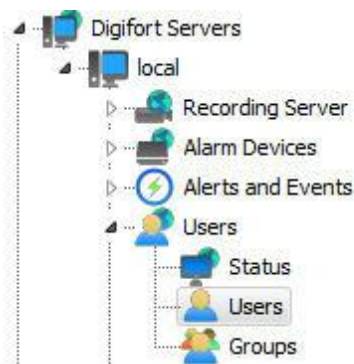 Digifort Servers
local
Recording Server
Alarm Devices
Alerts and Events
Users
Status
Users
Groups